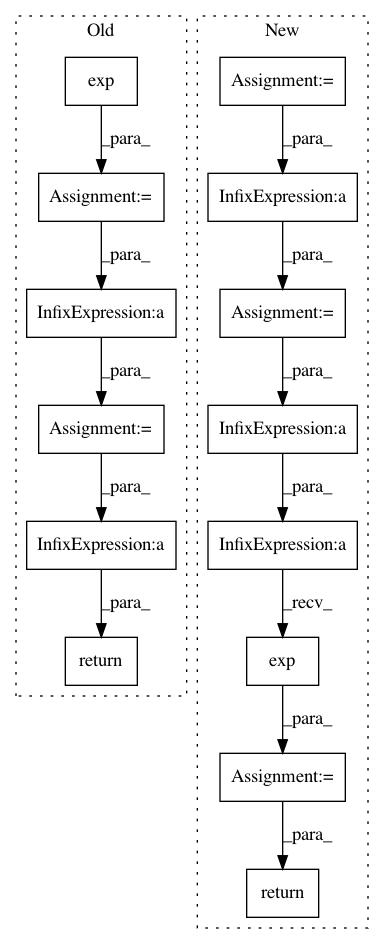 Old
exp
_para_
Assignment:=
_para_
InfixExpression:a
_para_
Assignment:=
_para_
InfixExpression:a
_para_
return
New
Assignment:=
_para_
InfixExpression:a
_para_
Assignment:=
_para_
InfixExpression:a
_para_
InfixExpression:a
_recv_
exp
_para_
Assignment:=
_para_
return